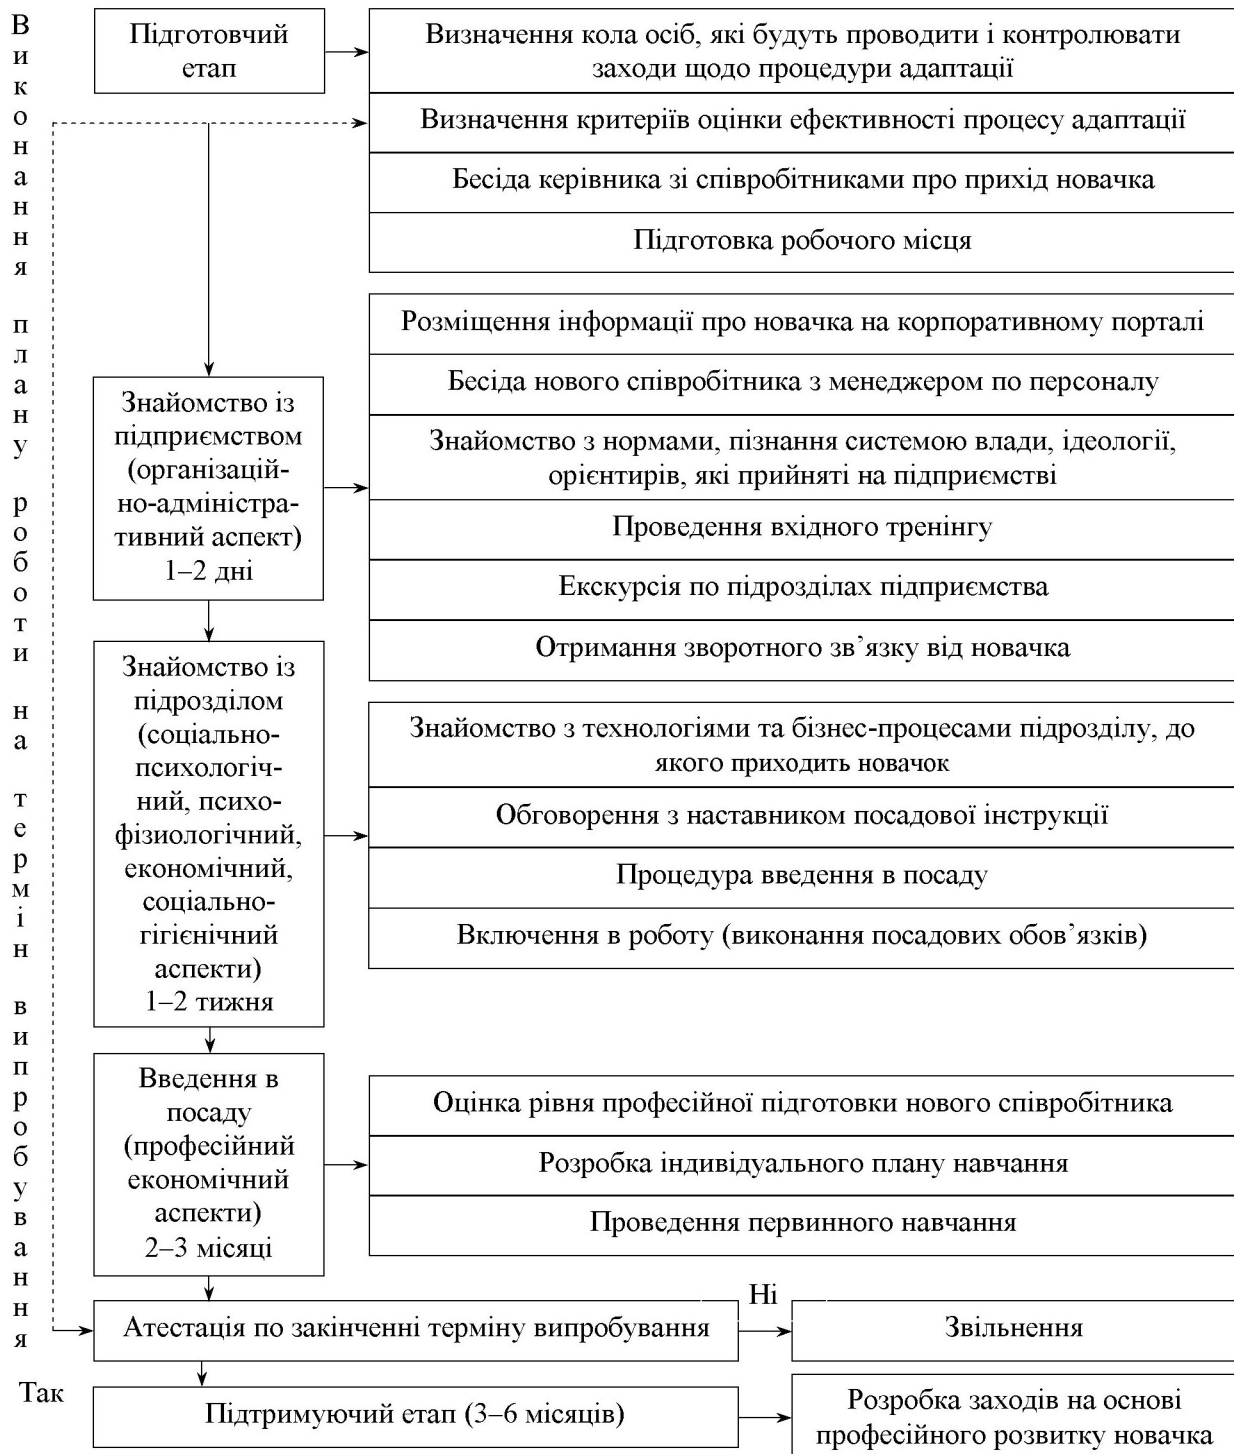 Виконання плану роботи на термін випробування
Підготовчий
етап
Визначення кола осіб, які будуть проводити і контролювати
заходи щодо процедури адаптації
Визначення критеріїв оцінки ефективності процесу адаптації
Бесіда керівника зі співробітниками про прихід новачка
Підготовка робочого місця
Знайомство із
підприємством
(організацій-
но-адміністра-
тивний аспект)
1–2 дні
Розміщення інформації про новачка на корпоративному порталі
Бесіда нового співробітника з менеджером по персоналу
Знайомство з нормами, пізнання системою влади, ідеології,
орієнтирів, які прийняті на підприємстві
Проведення вхідного тренінгу
Екскурсія по підрозділах підприємства
Отримання зворотного зв’язку від новачка
Знайомство із
підрозділом
(соціально-
психологіч-
ний, психо-
фізиологічний,
економічний,
соціально-
гігієнічний
аспекти)
1–2 тижня
Знайомство з технологіями та бізнес-процесами підрозділу, до
якого приходить новачок
Обговорення з наставником посадової інструкції
Процедура введення в посаду
Включення в роботу (виконання посадових обов’язків)
Введення в
посаду
(професійний
економічний
аспекти)
2–3 місяці
Оцінка рівня професійної підготовки нового співробітника
Розробка індивідуального плану навчання
Проведення первинного навчання
Атестація по закінченні терміну випробування
Ні
Звільнення
Так
Підтримуючий етап (3–6 місяців)
Розробка заходів на основі
професійного розвитку новачка